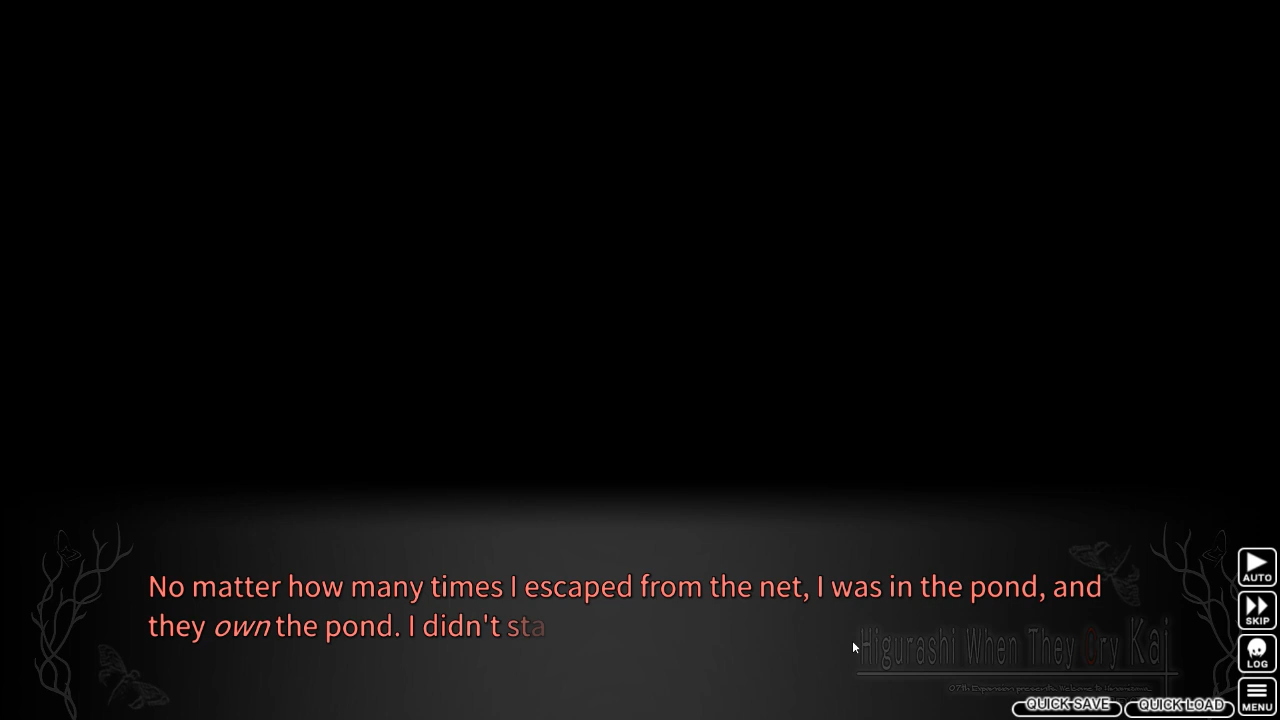 No matter how many times I escaped from the net, I was in the pond, and
they own the pond. I didn't sta
Higurashi When They Cry Kai
AUTO
SKIP
LOG
MENU
QUICK SAVE
QUICK LOAD